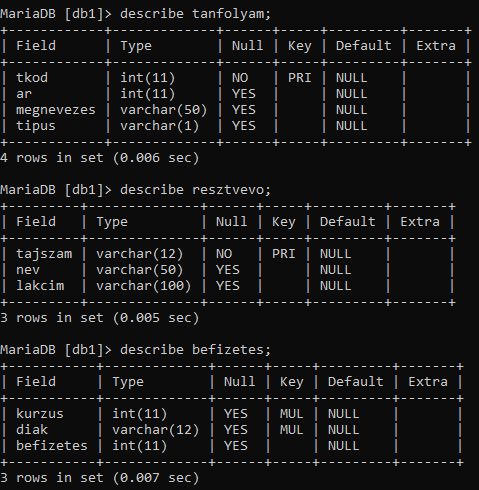 MariaDB [db1]> describe tanfolyam;
+------------+-------------+------+-----+---------+-------+
| Field      | Type        | Null | Key | Default | Extra |
+------------+-------------+------+-----+---------+-------+
| tkod       | int(11)     | NO   | PRI | NULL    |       |
| ar         | int(11)     | YES  |     | NULL    |       |
| megnevezes | varchar(50) | YES  |     | NULL    |       |
| tipus      | varchar(1)  | YES  |     | NULL    |       |
+------------+-------------+------+-----+---------+-------+
4 rows in set (0.006 sec)
MariaDB [db1]> describe resztvevo;
+---------+--------------+------+-----+---------+-------+
| Field   | Type         | Null | Key | Default | Extra |
+---------+--------------+------+-----+---------+-------+
| tajszam | varchar(12)  | NO   | PRI | NULL    |       |
| nev     | varchar(50)  | YES  |     | NULL    |       |
| lakcim  | varchar(100) | YES  |     | NULL    |       |
+---------+--------------+------+-----+---------+-------+
3 rows in set (0.005 sec)
MariaDB [db1]> describe befizetes;
+-----------+-------------+------+-----+---------+-------+
| Field     | Type        | Null | Key | Default | Extra |
+-----------+-------------+------+-----+---------+-------+
| kurzus    | int(11)     | YES  | MUL | NULL    |       |
| diak      | varchar(12) | YES  | MUL | NULL    |       |
| befizetes | int(11)     | YES  |     | NULL    |       |
+-----------+-------------+------+-----+---------+-------+
3 rows in set (0.007 sec)